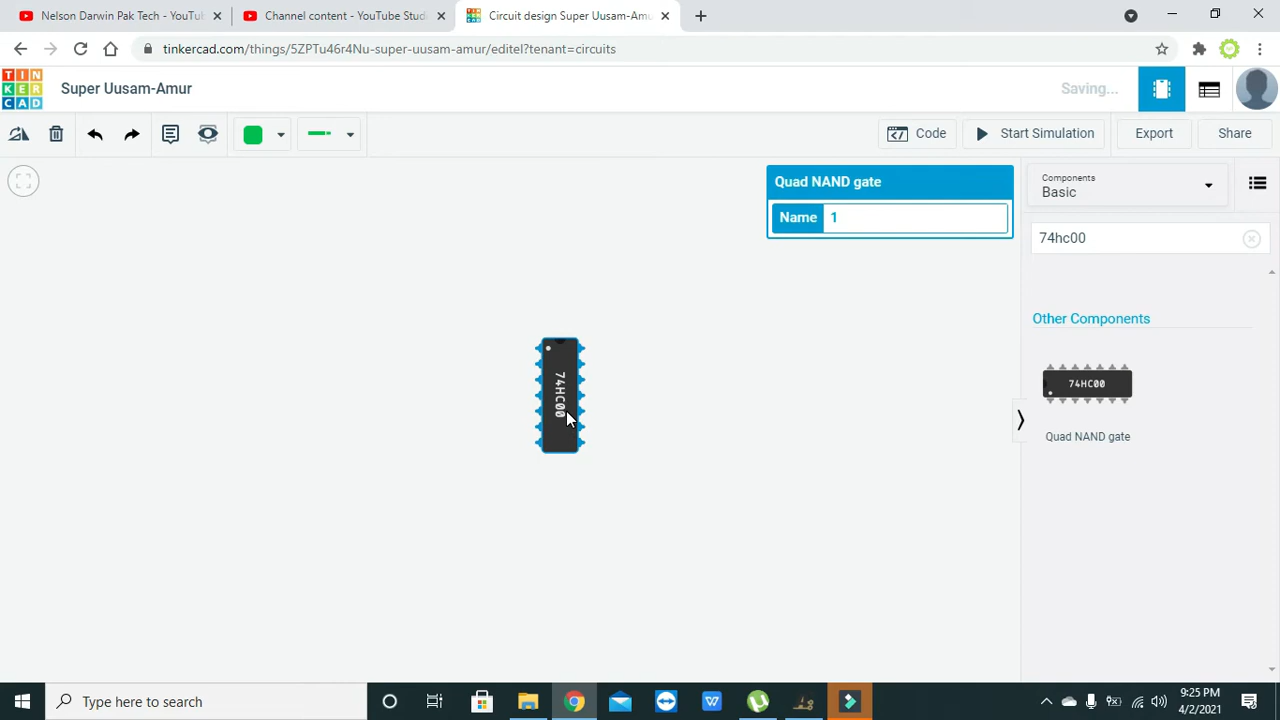 Nelson Darwin Pak Tech - YouTu
Channel content - YouTube Studi
Circuit design Super Uusam-Amu
tinkercad.com/things/5ZPTu46r4Nu-super-uusam-amur/editel?tenant=circuits
TIN
KER
CAD
Super Uusam-Amur
Saving...
Code
Start Simulation
Export
Share
Quad NAND gate
Name 1
Components
Basic
74hc00
Other Components
74HC00
Quad NAND gate
74HC00
Type here to search
9:25 PM
4/2/2021